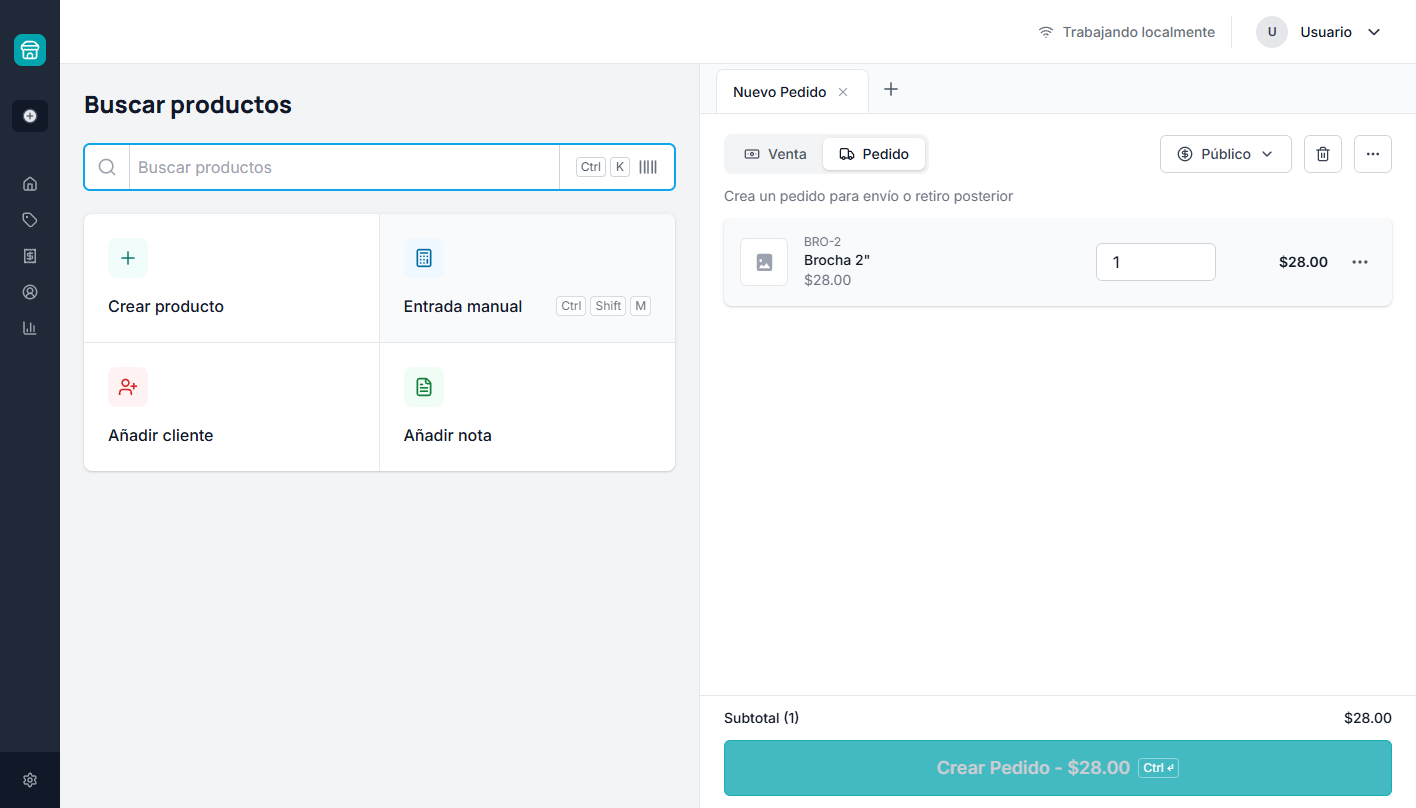 Trabajando localmente
U
Usuario
Buscar productos
Buscar productos
Ctrl K
Crear producto
Entrada manual
Ctrl Shift M
Añadir cliente
Añadir nota
Nuevo Pedido
Venta
Pedido
Público
Crea un pedido para envío o retiro posterior
BRO-2
Brocha 2"
$28.00
1
$28.00
Subtotal (1)
$28.00
Crear Pedido - $28.00 Ctrl ⏎